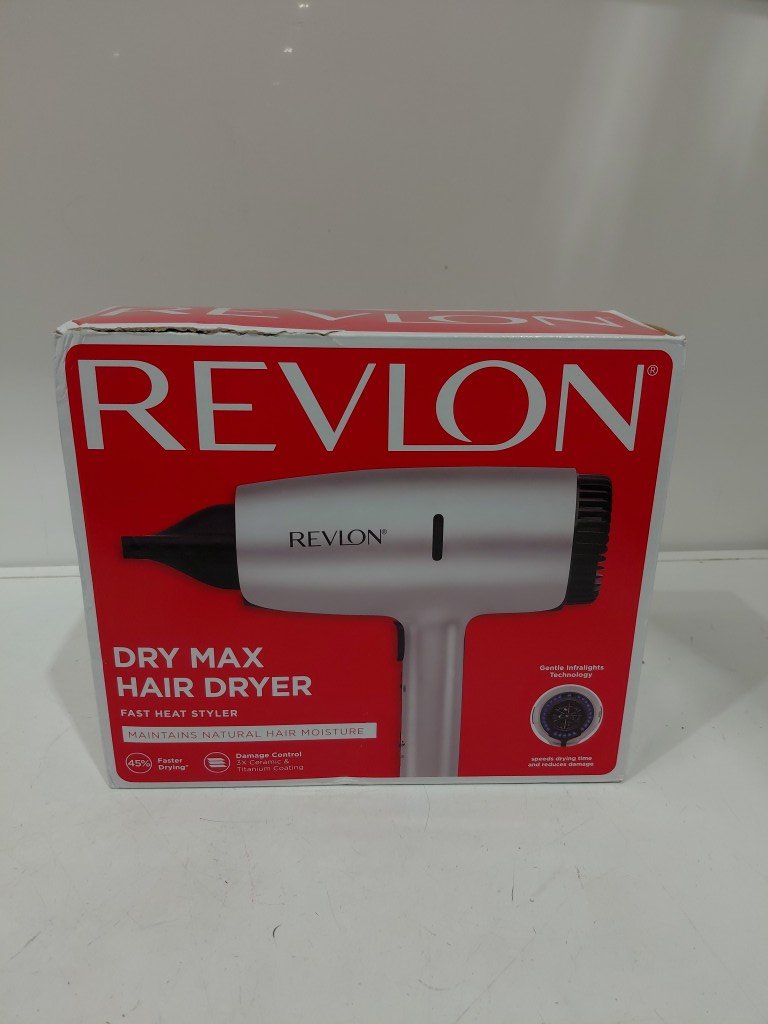 REVLON
REVLON®
REVLON®
DRY MAX
HAIR DRYER
FAST HEAT STYLER
MAINTAINS NATURAL HAIR MOISTURE
45%
Faster
Drying*
Damage Control
3X Ceramic &
Titanium Coating
Gentle Infralights
Technology
speeds drying time
and reduces damage